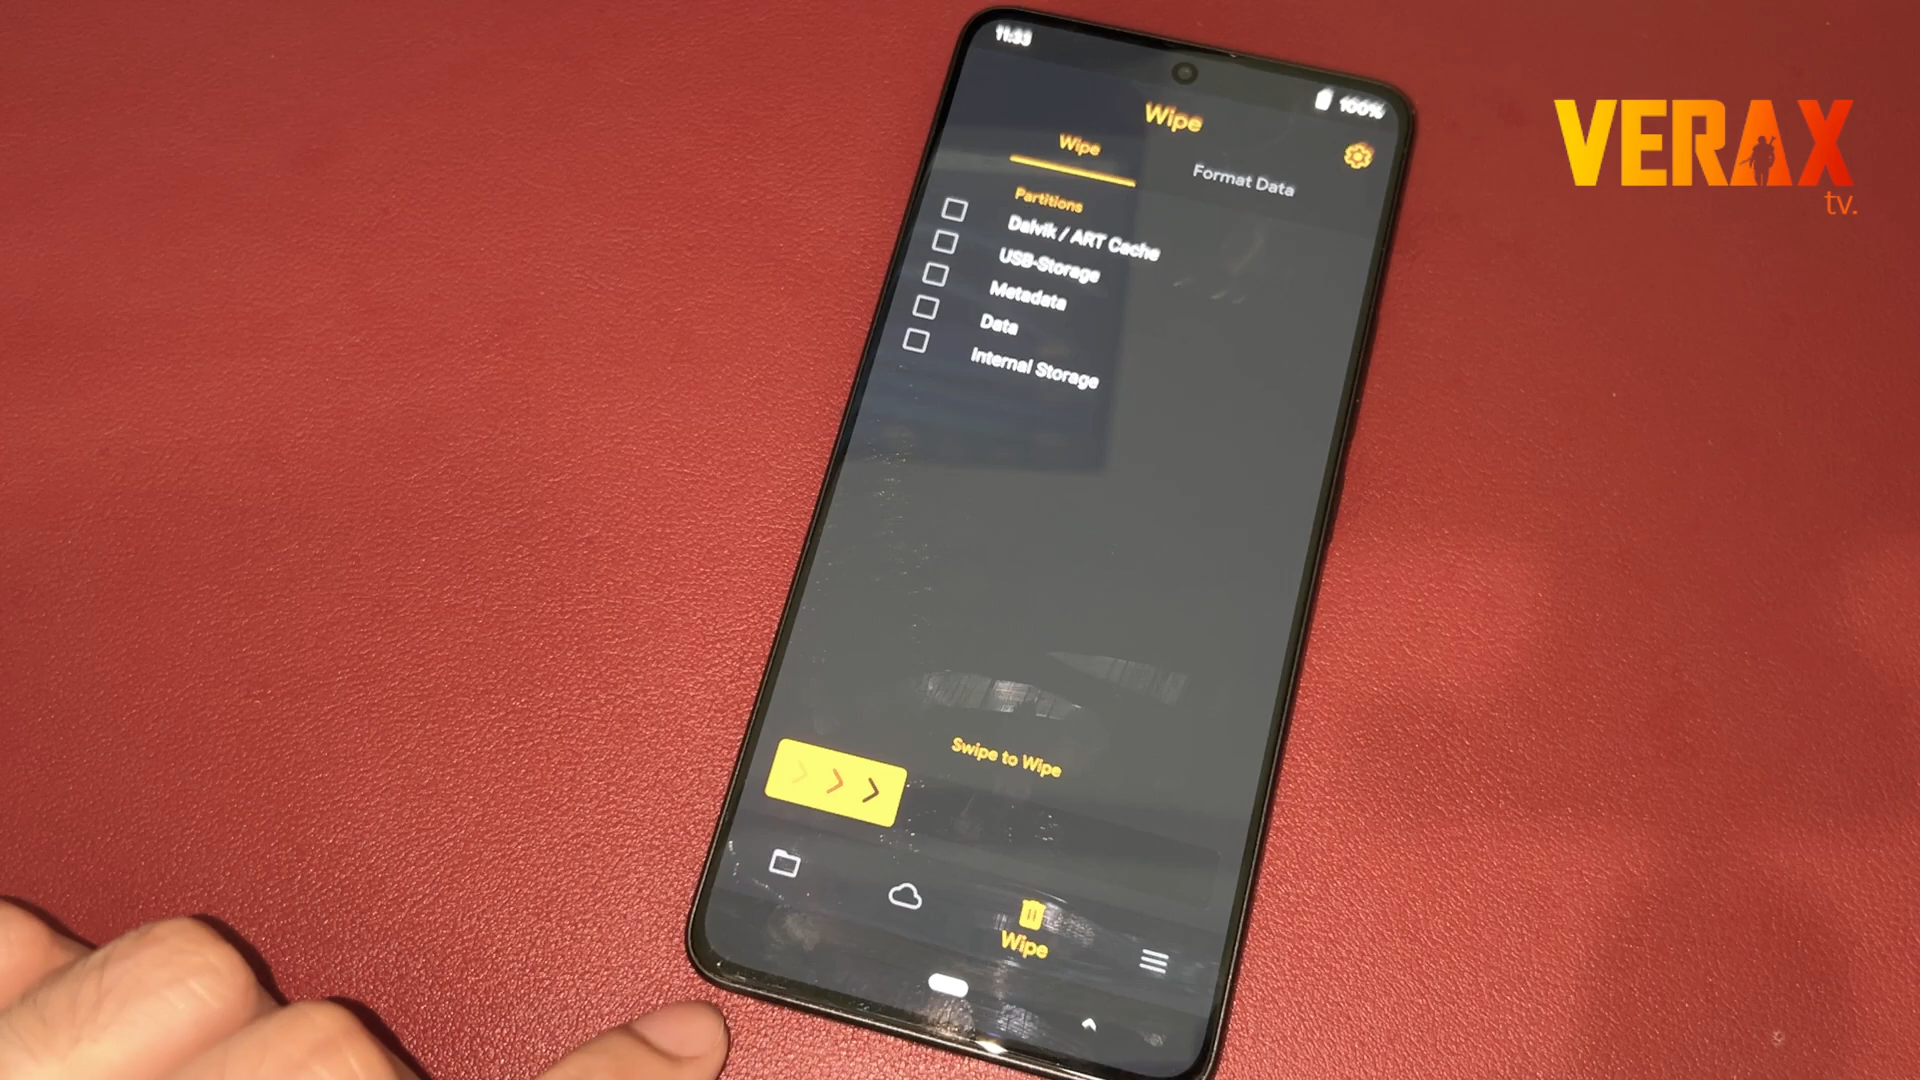 11:33
100%
Wipe
Wipe
Format Data
Partitions
Dalvik / ART Cache
USB-Storage
Metadata
Data
Internal Storage
Swipe to Wipe
Wipe
VERAX
tv.